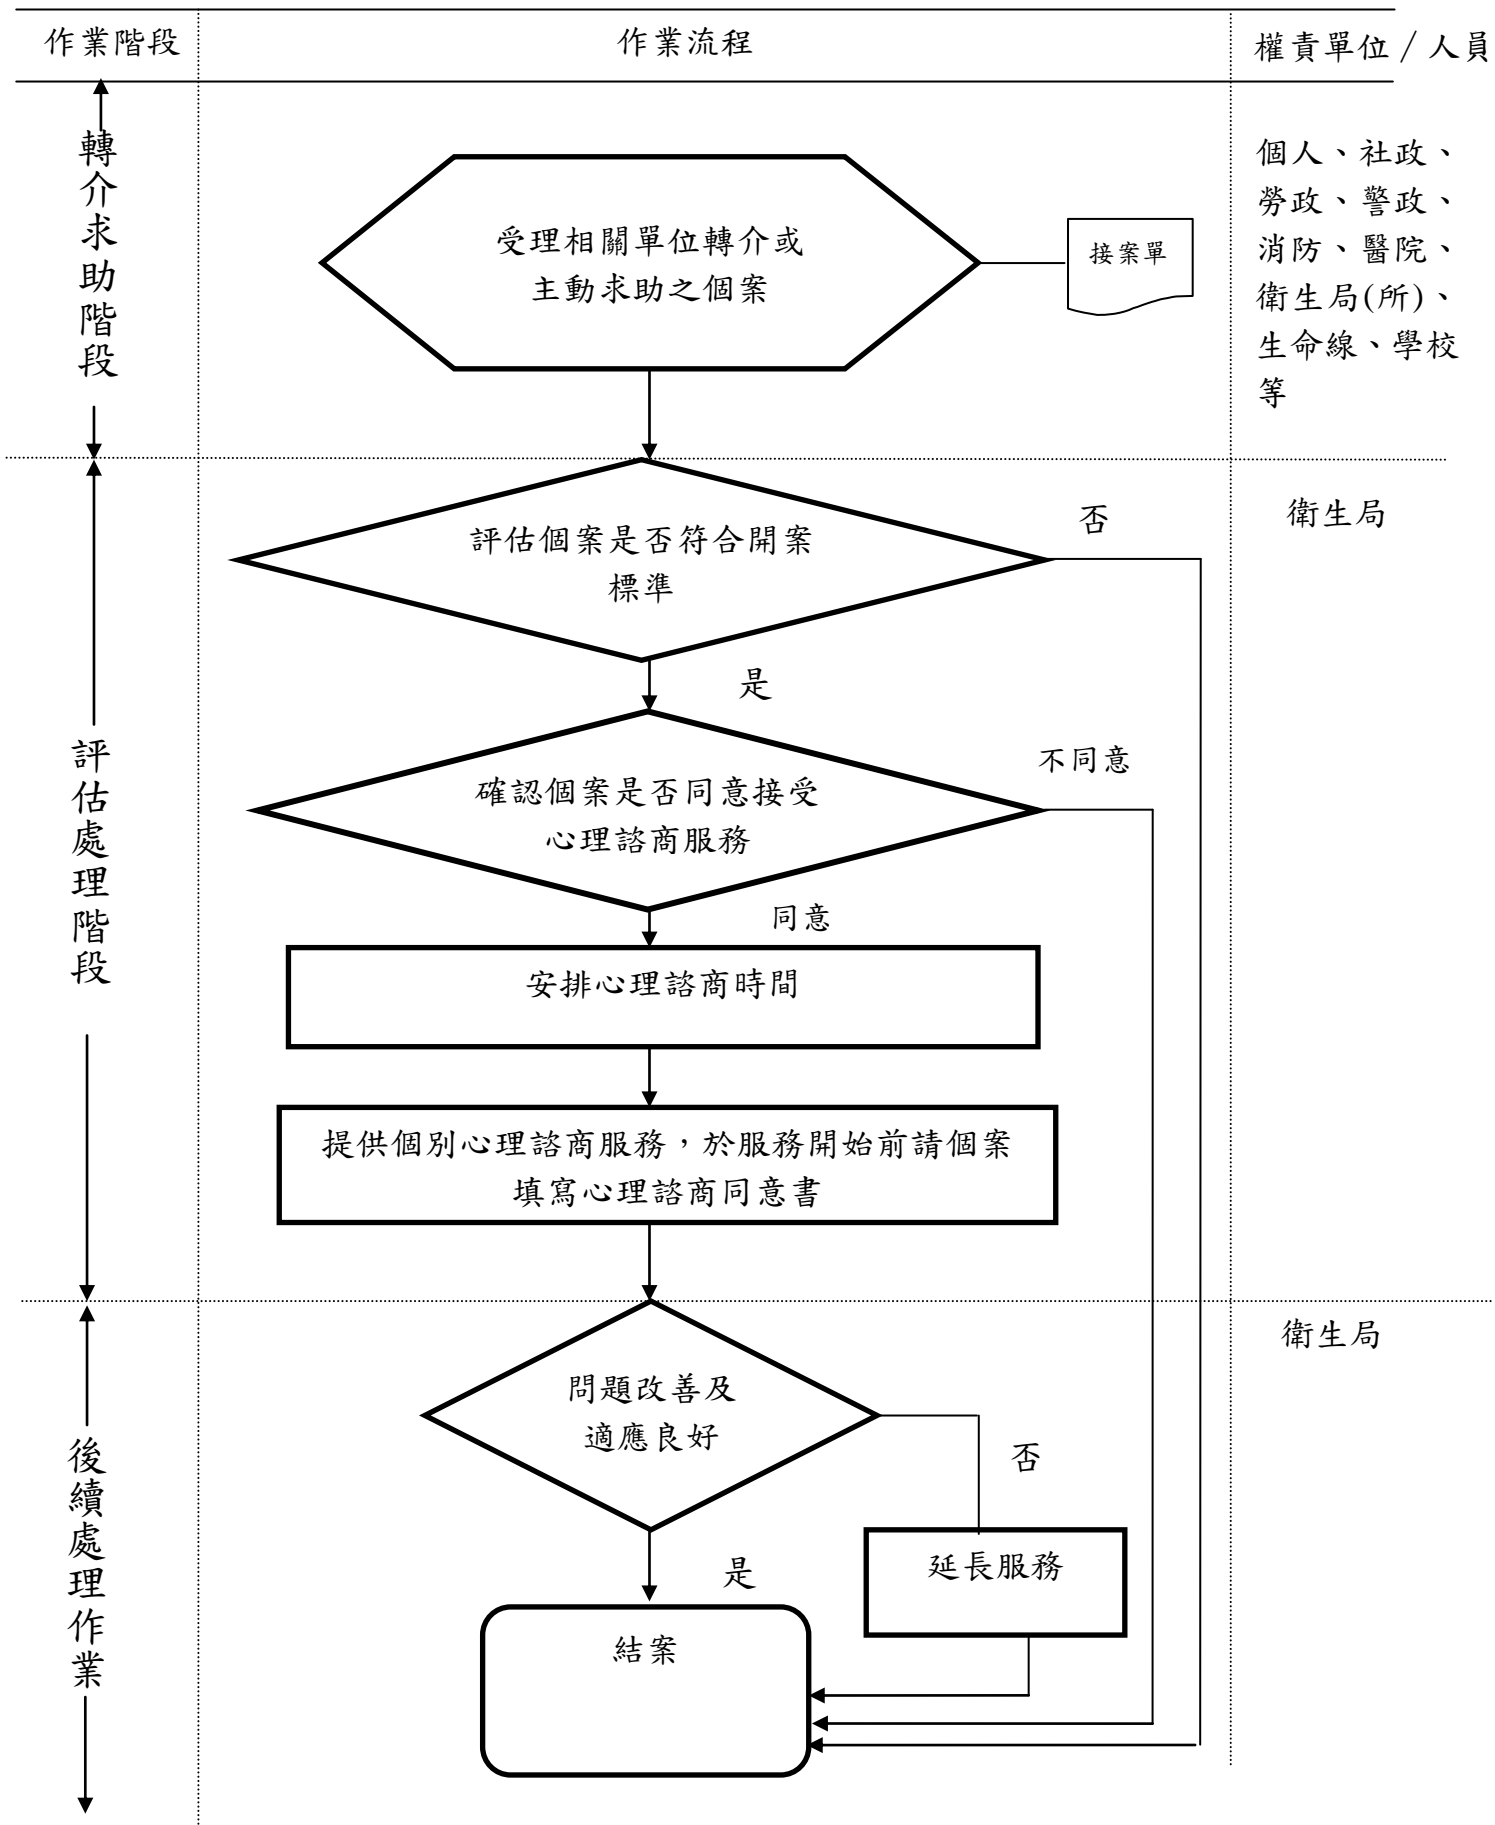 作業階段
作業流程
權責單位/人員
轉介求助階段
受理相關單位轉介或
主動求助之個案
接案單
個人、社政、
勞政、警政、
消防、醫院、
衛生局(所)、
生命線、學校
等
評估處理階段
評估個案是否符合開案
標準
否
衛生局
是
確認個案是否同意接受
心理諮商服務
不同意
同意
安排心理諮商時間
提供個別心理諮商服務，於服務開始前請個案
填寫心理諮商同意書
後續處理作業
問題改善及
適應良好
衛生局
否
是
延長服務
結案